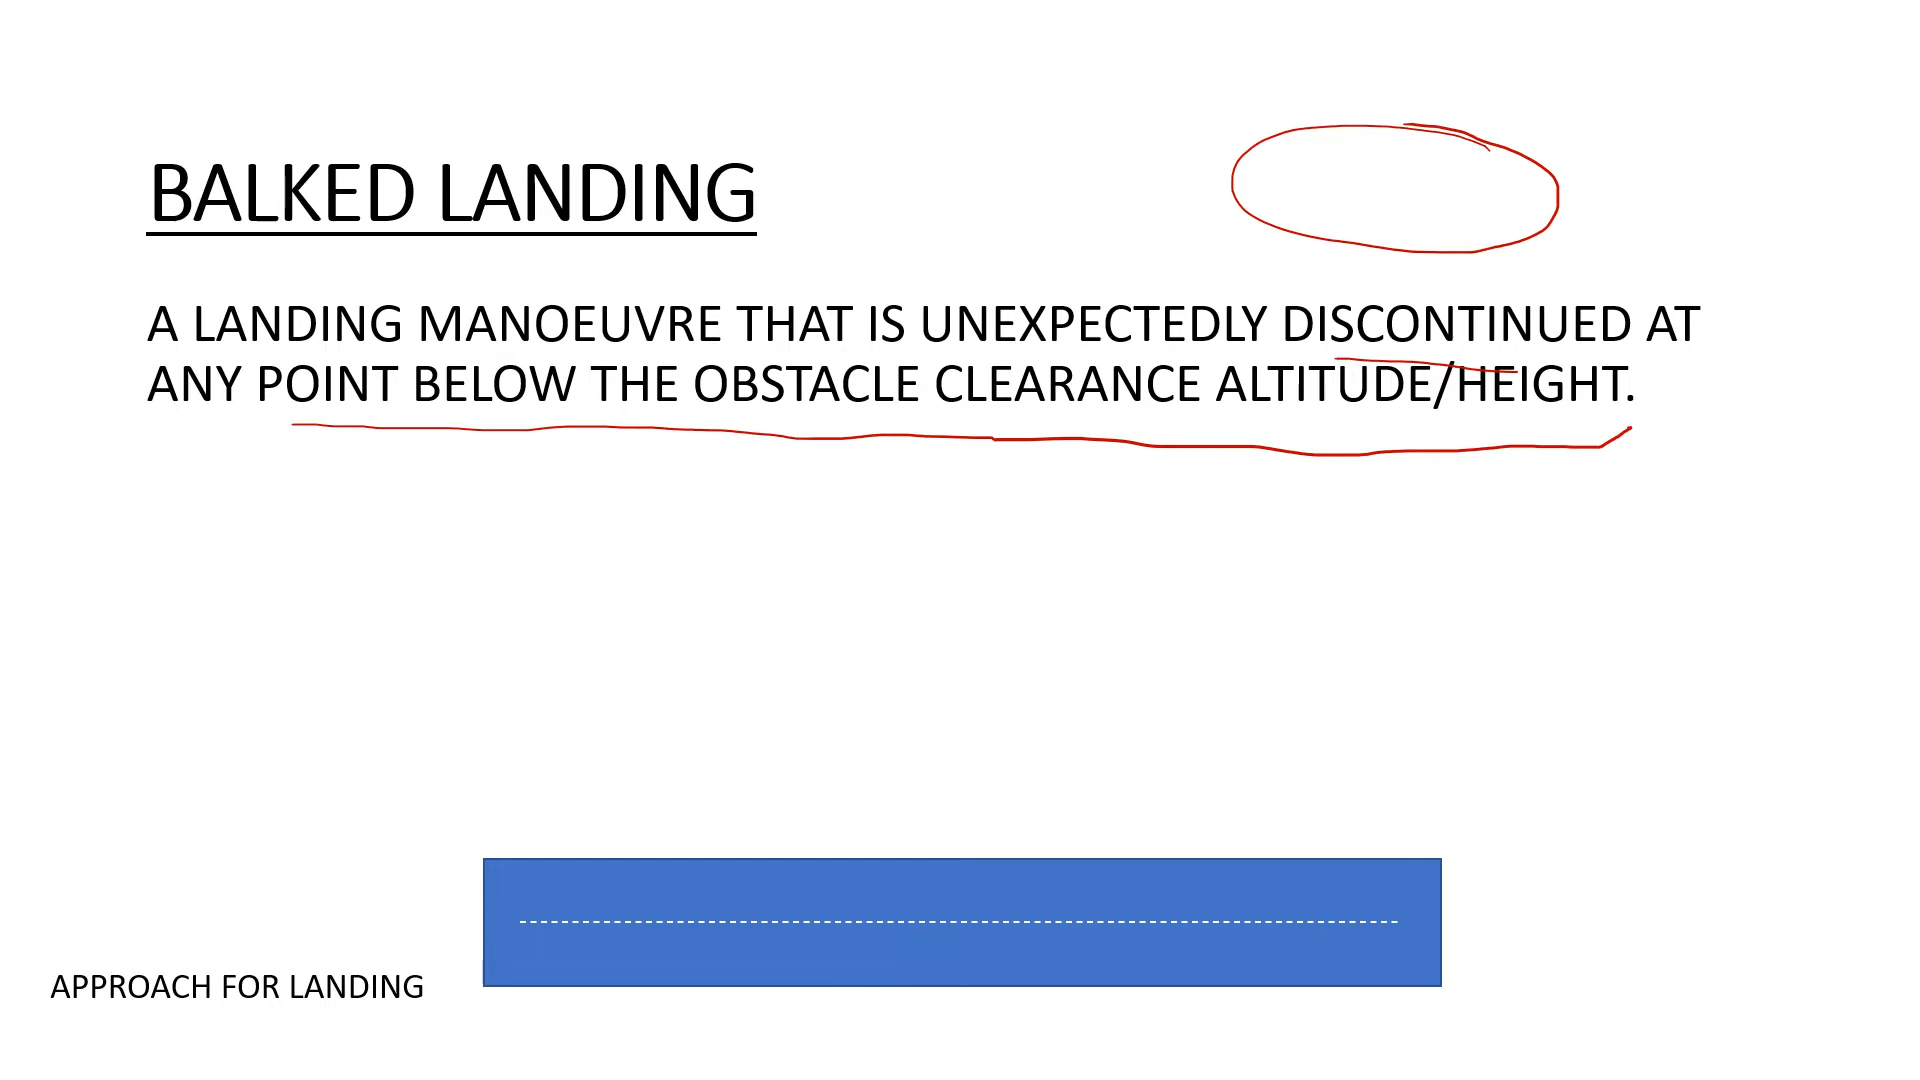 BALKED LANDING
A LANDING MANOEUVRE THAT IS UNEXPECTEDLY DISCONTINUED AT
ANY POINT BELOW THE OBSTACLE CLEARANCE ALTITUDE/HEIGHT.
APPROACH FOR LANDING